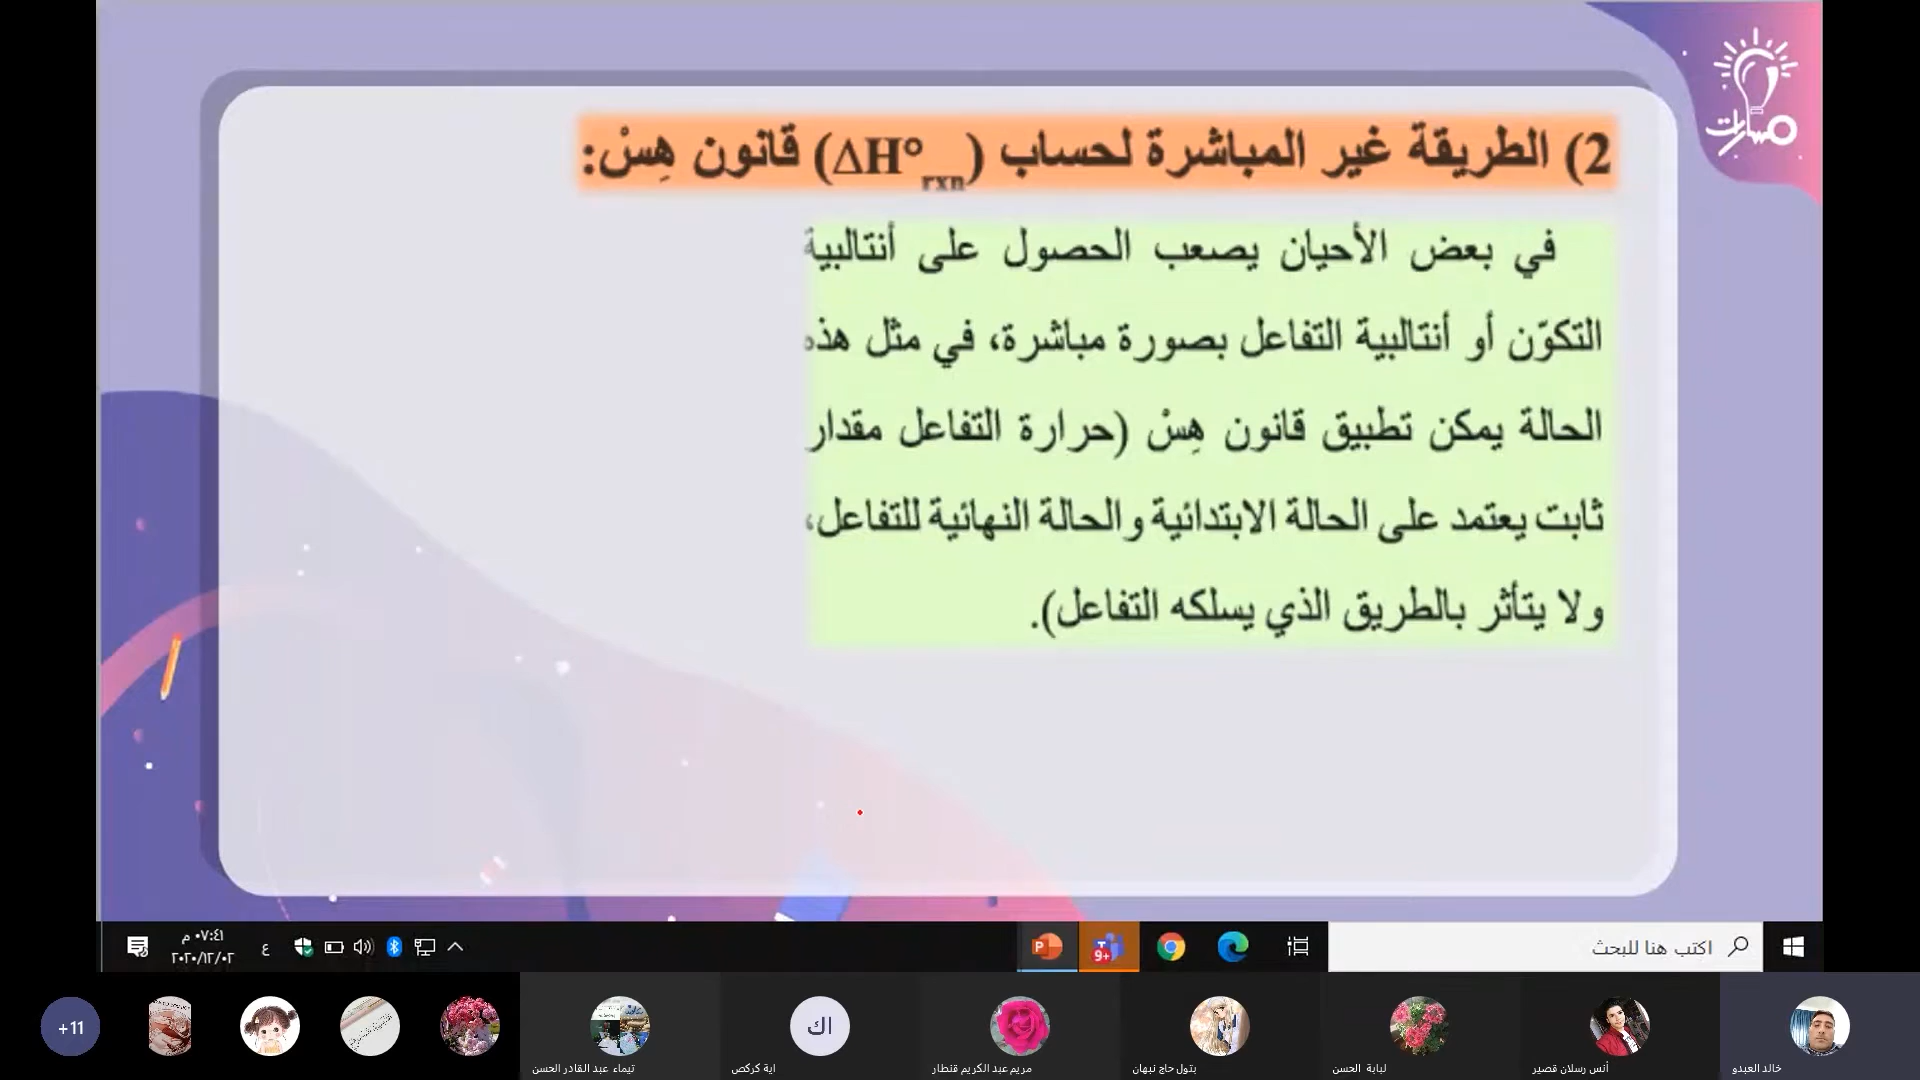 مسارات
2) الطريقة غير المباشرة لحساب (ΔH°rxn) قانون هِسْ:
في بعض الأحيان يصعب الحصول على أنتالبية
التكوّن أو أنتالبية التفاعل بصورة مباشرة، في مثل هذه
الحالة يمكن تطبيق قانون هِسْ (حرارة التفاعل مقدار
ثابت يعتمد على الحالة الابتدائية والحالة النهائية للتفاعل،
ولا يتأثر بالطريق الذي يسلكه التفاعل).
اكتب هنا للبحث
9+
ع
٠٧:٤١ م
٢٠٢٠/١٢/٠٢
خالد العبدو
أنس رسلان قصير
لبابة الحسن
بتول حاج نبهان
مريم عبد الكريم قنطار
اك
اية كركص
تيماء عبد القادر الحسن
+11